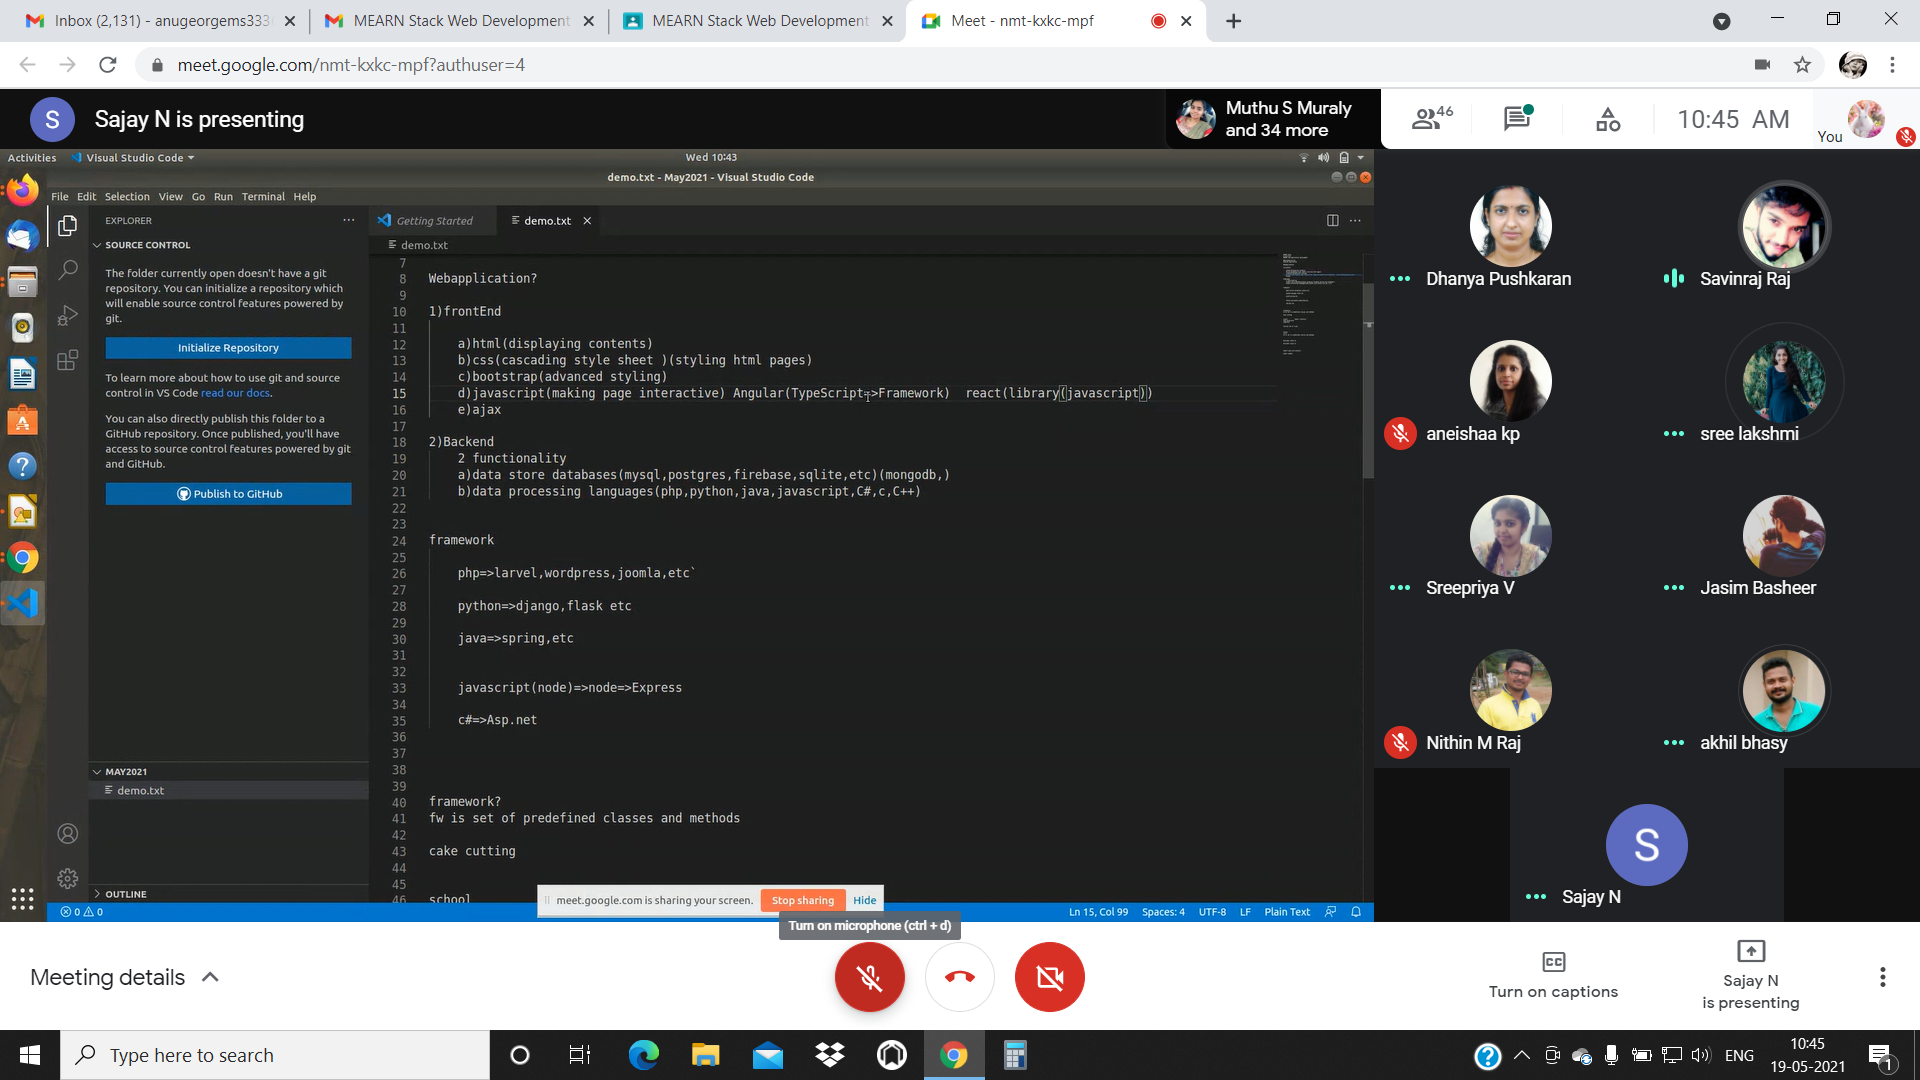 Inbox (2,131) - anugeorgems333
MEARN Stack Web Development
MEARN Stack Web Development
Meet - nmt-kxkc-mpf
meet.google.com/nmt-kxkc-mpf?authuser=4
S
Sajay N is presenting
Muthu S Muraly
and 34 more
46
10:45 AM
You
Activities
Visual Studio Code
Wed 10:43
demo.txt - May2021 - Visual Studio Code
File Edit Selection View Go Run Terminal Help
EXPLORER
Getting Started
demo.txt
SOURCE CONTROL
demo.txt
The folder currently open doesn't have a git
repository. You can initialize a repository which
will enable source control features powered by
git.
Initialize Repository
To learn more about how to use git and source
control in VS Code read our docs.
You can also directly publish this folder to a
GitHub repository. Once published, you'll have
access to source control features powered by git
and GitHub.
Publish to GitHub
MAY2021
demo.txt
OUTLINE
7
8 Webapplication?
9
10 1)frontEnd
11
12 a)html(displaying contents)
13 b)css(cascading style sheet )(styling html pages)
14 c)bootstrap(advanced styling)
15 d)javascript(making page interactive) Angular(TypeScript=>Framework) react(library(javascript))
16 e)ajax
17
18 2)Backend
19 2 functionality
20 a)data store databases(mysql,postgres,firebase,sqlite,etc)(mongodb,)
21 b)data processing languages(php,python,java,javascript,C#,c,C++)
22
23
24 framework
25
26 php=>larvel,wordpress,joomla,etc`
27
28 python=>django,flask etc
29
30 java=>spring,etc
31
32
33 javascript(node)=>node=>Express
34
35 c#=>Asp.net
36
37
38
39
40 framework?
41 fw is set of predefined classes and methods
42
43 cake cutting
44
45
46 school
meet.google.com is sharing your screen.
Stop sharing
Hide
0 0
Ln 15, Col 99
Spaces: 4
UTF-8
LF
Plain Text
Turn on microphone (ctrl + d)
Dhanya Pushkaran
Savinraj Raj
aneishaa kp
sree lakshmi
Sreepriya V
Jasim Basheer
Nithin M Raj
akhil bhasy
S
Sajay N
Meeting details
CC
Turn on captions
Sajay N
is presenting
Type here to search
ENG
10:45
19-05-2021
1